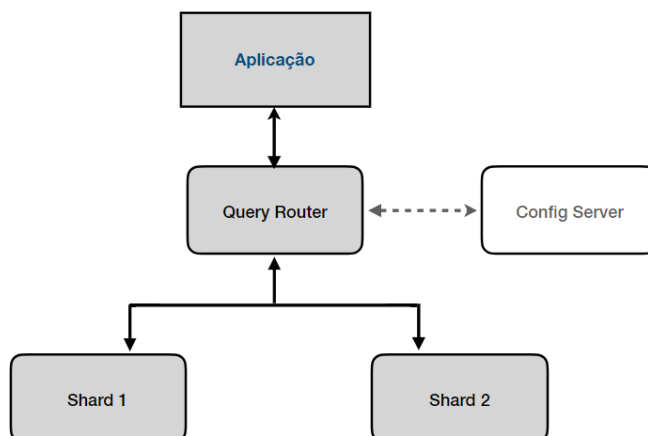 Aplicação
Query Router
Config Server
Shard 1
Shard 2